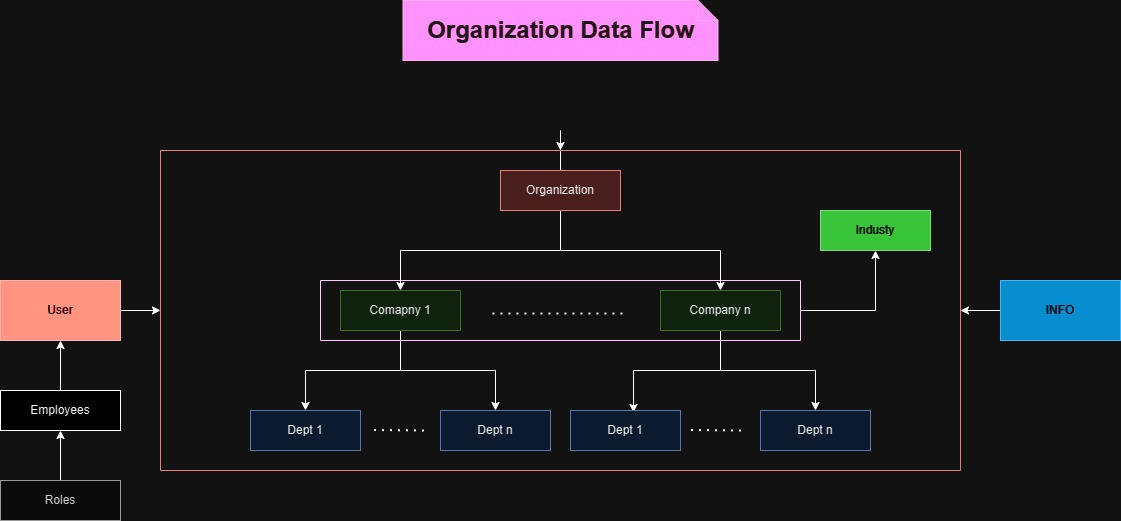 Organization Data Flow
Organization
Industy
User
Comapny 1
.................
Company n
INFO
Employees
Dept 1
.......
Dept n
Dept 1
.......
Dept n
Roles